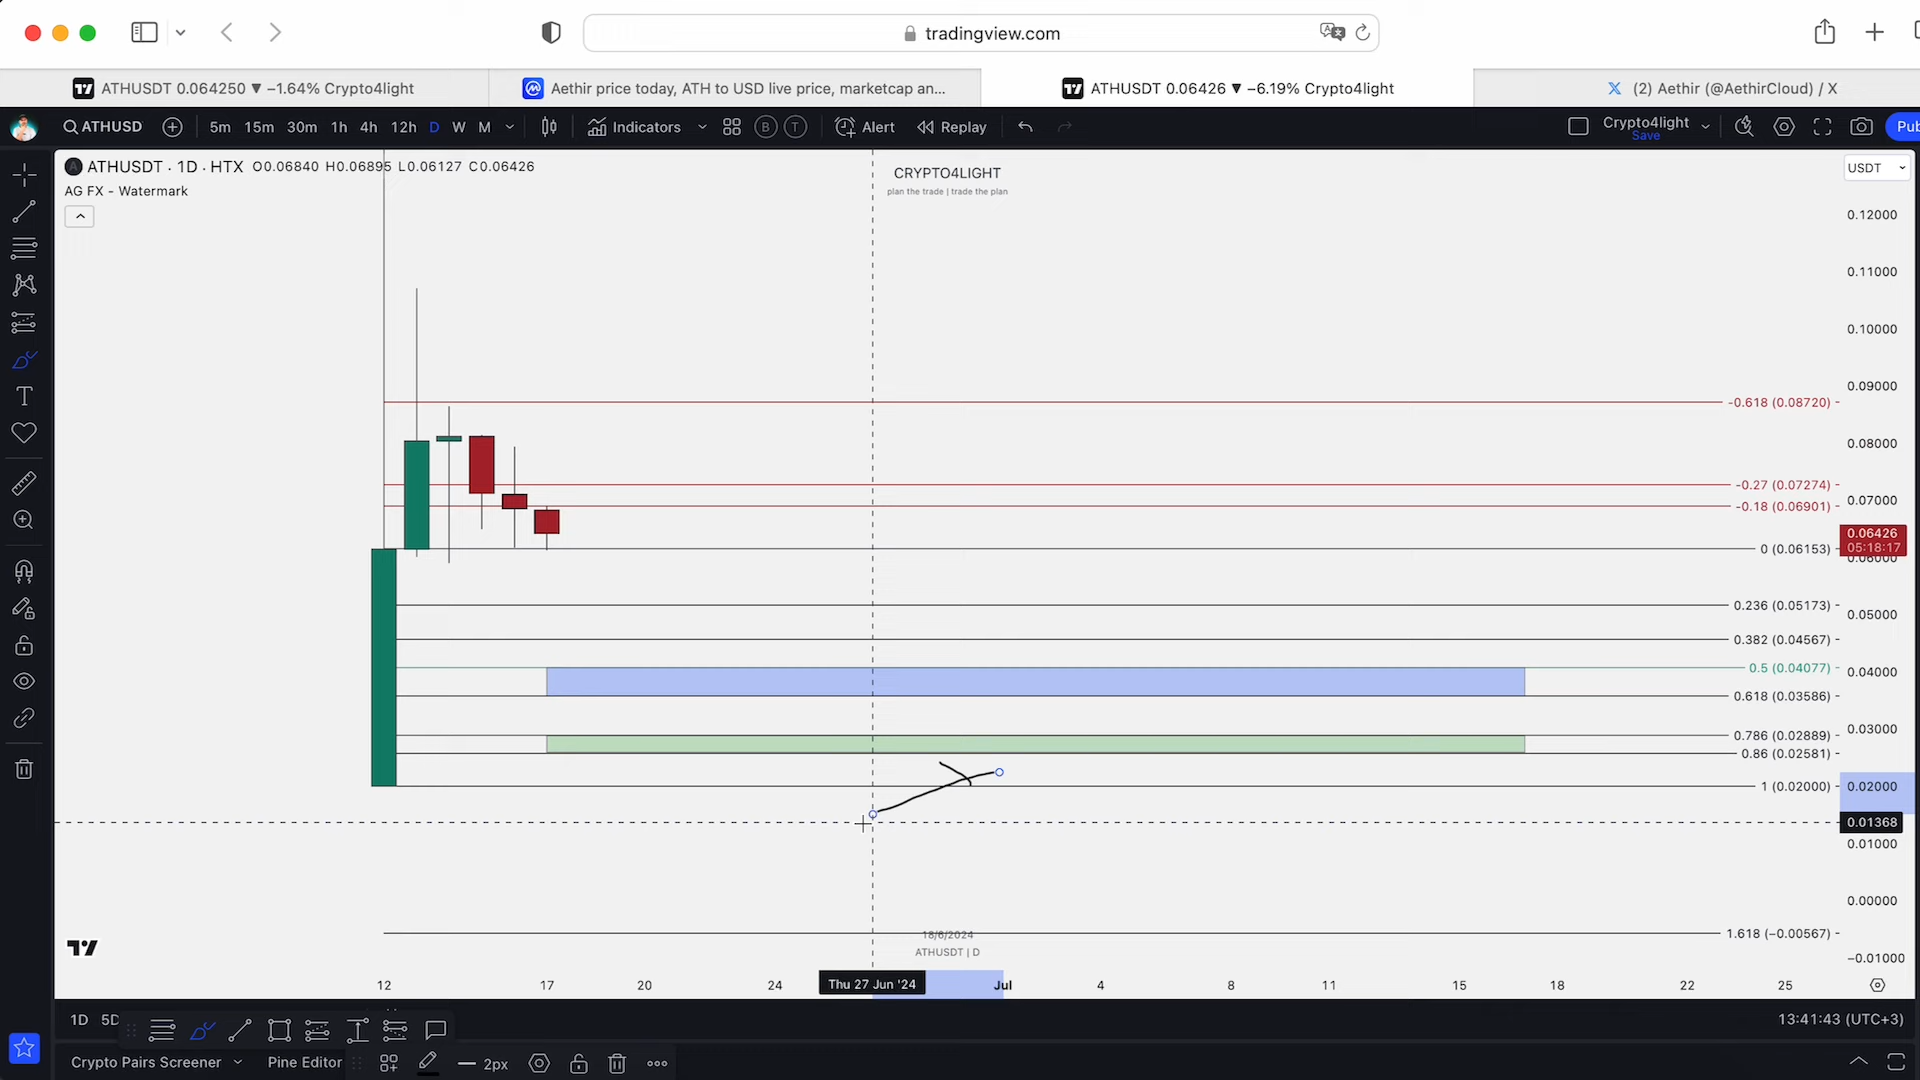 tradingview.com
ATHUSDT 0.064250 ▼ −1.64% Crypto4light
Aethir price today, ATH to USD live price, marketcap an...
ATHUSDT 0.06426 ▼ −6.19% Crypto4light
(2) Aethir (@AethirCloud) / X
ATHUSD
5m 15m 30m 1h 4h 12h D W M
Indicators
B T
Alert
Replay
Crypto4light
Save
Pub
ATHUSDT · 1D · HTX O0.06840 H0.06895 L0.06127 C0.06426
AG FX - Watermark
CRYPTO4LIGHT
plan the trade | trade the plan
USDT
0.12000
0.11000
0.10000
0.09000
-0.618 (0.08720)
0.08000
-0.27 (0.07274)
0.07000
-0.18 (0.06901)
0.06426
05:18:17
0 (0.06153)
0.06000
0.236 (0.05173)
0.05000
0.382 (0.04567)
0.5 (0.04077)
0.04000
0.618 (0.03586)
0.786 (0.02889)
0.03000
0.86 (0.02581)
1 (0.02000)
0.02000
0.01368
0.01000
0.00000
1.618 (−0.00567)
−0.01000
18/6/2024
ATHUSDT | D
12 17 20 24 Thu 27 Jun '24 Jul 4 8 11 15 18 22 25
1D 5D
13:41:43 (UTC+3)
Crypto Pairs Screener
Pine Editor
2px